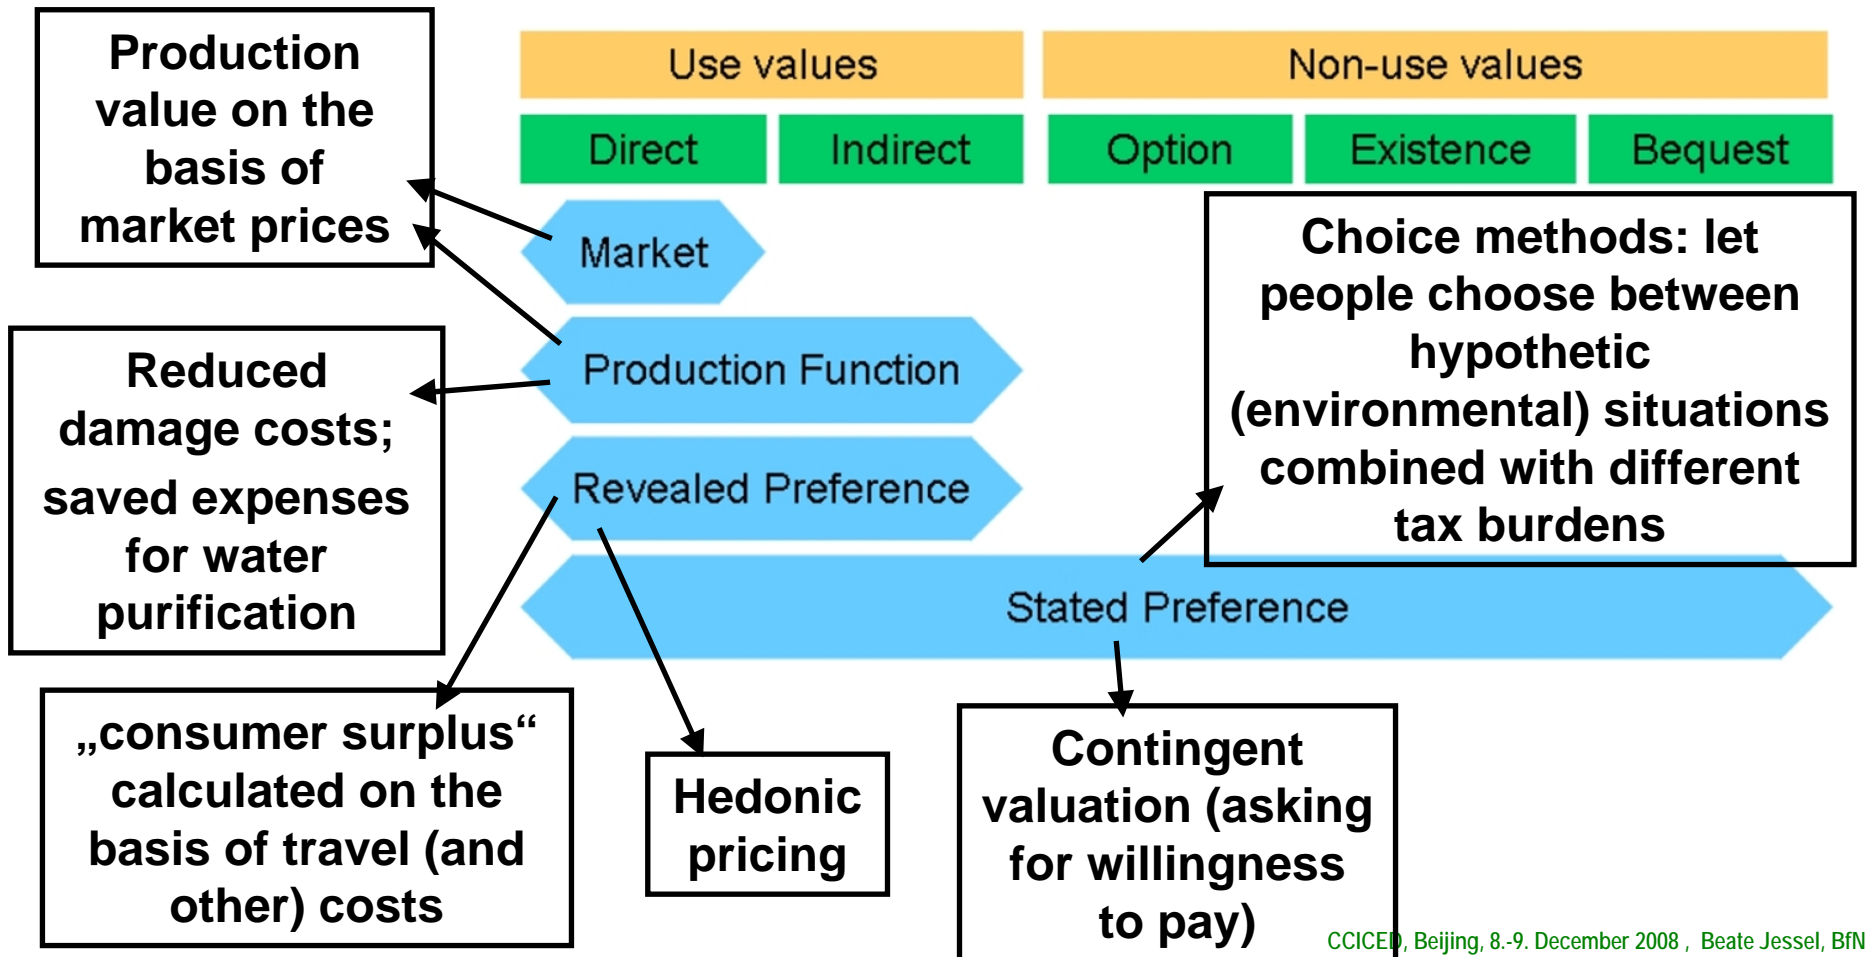 Production
value on the
basis of
market prices
Use values
Non-use values
Direct
Indirect
Option
Existence
Bequest
Market
Production Function
Revealed Preference
Stated Preference
Choice methods: let
people choose between
hypothetic
(environmental) situations
combined with different
tax burdens
Reduced
damage costs;
saved expenses
for water
purification
„consumer surplus“
calculated on the
basis of travel (and
other) costs
Hedonic
pricing
Contingent
valuation (asking
for willingness
to pay)
CCICED, Beijing, 8.-9. December 2008 , Beate Jessel, BfN